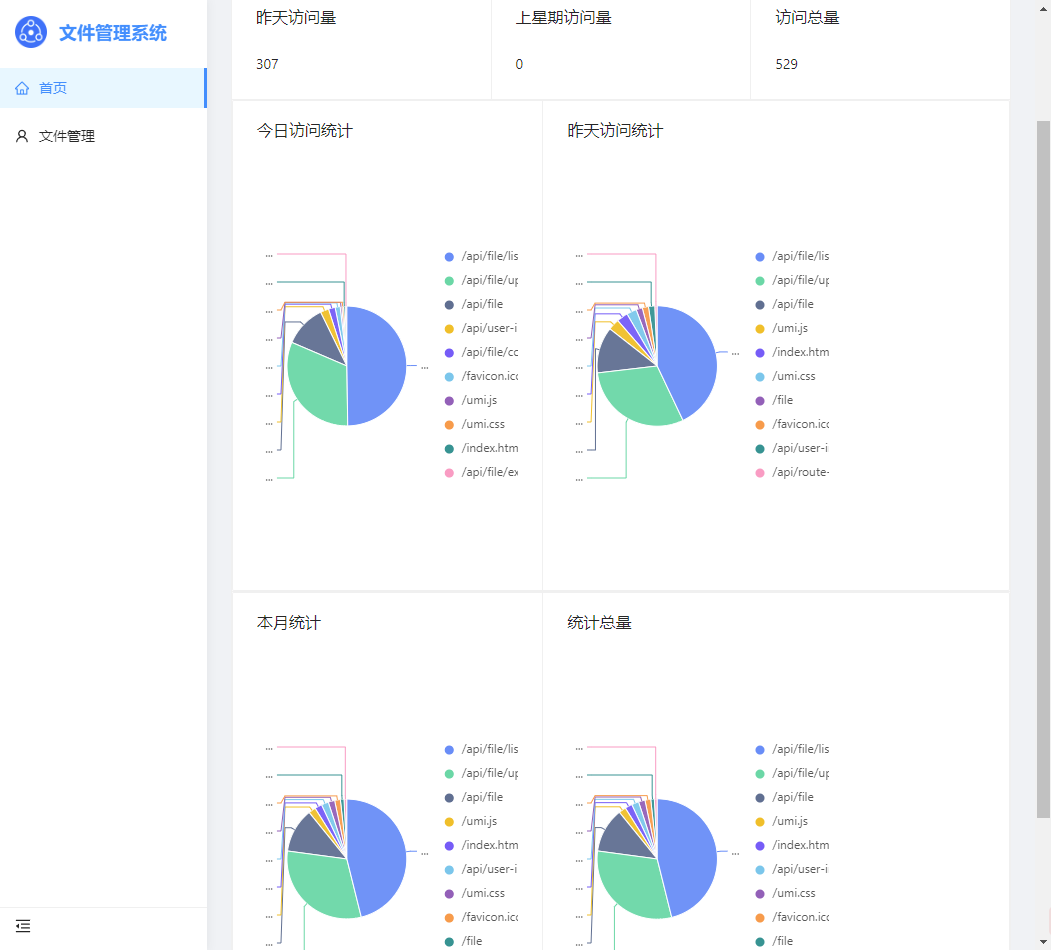 文件管理系统
首页
文件管理
昨天访问量
上星期访问量
访问总量
307
0
529
今日访问统计
昨天访问统计
...
...
...
...
...
...
...
...
...
...
/api/file/lis
/api/file/up
/api/file
/api/user-i
/api/file/cc
/favicon.icc
/umi.js
/umi.css
/index.htm
/api/file/ex
...
...
...
...
...
...
...
...
...
...
/api/file/lis
/api/file/up
/api/file
/umi.js
/index.htm
/umi.css
/file
/favicon.icc
/api/user-i
/api/route-
本月统计
统计总量
...
...
...
...
...
...
...
...
...
/api/file/lis
/api/file/up
/api/file
/umi.js
/index.htm
/api/user-i
/umi.css
/favicon.icc
/file
...
...
...
...
...
...
...
...
...
/api/file/lis
/api/file/up
/api/file
/umi.js
/index.htm
/api/user-i
/umi.css
/favicon.icc
/file